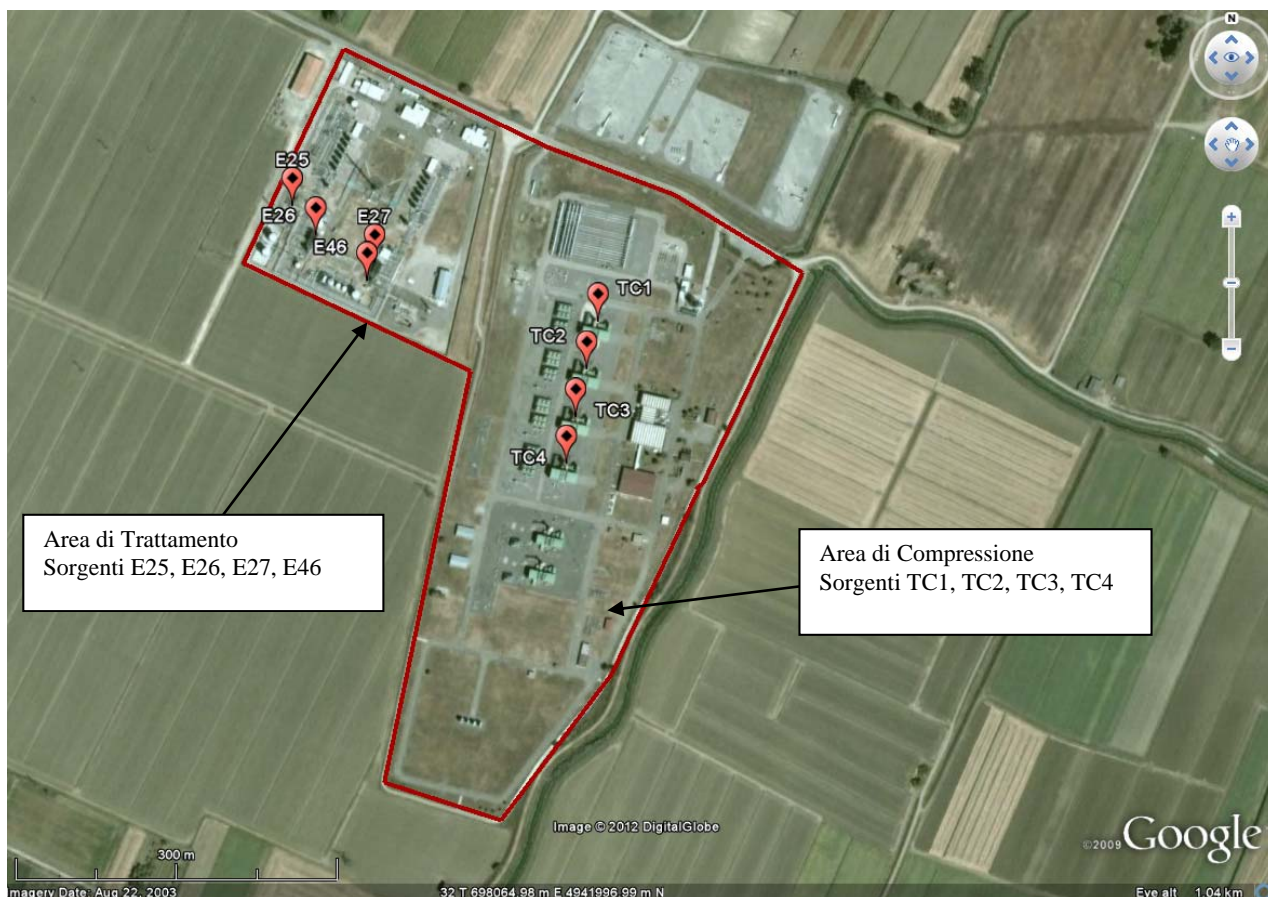 N
E25
E26
E27
E46
TC1
TC2
TC3
TC4
Area di Trattamento
Sorgenti E25, E26, E27, E46
Area di Compressione
Sorgenti TC1, TC2, TC3, TC4
Image © 2012 DigitalGlobe
©2009 Google
300 m
Imagery Date: Aug 22, 2003
32 T 698064.98 m E 4941996.99 m N
Eye alt 1.04 km